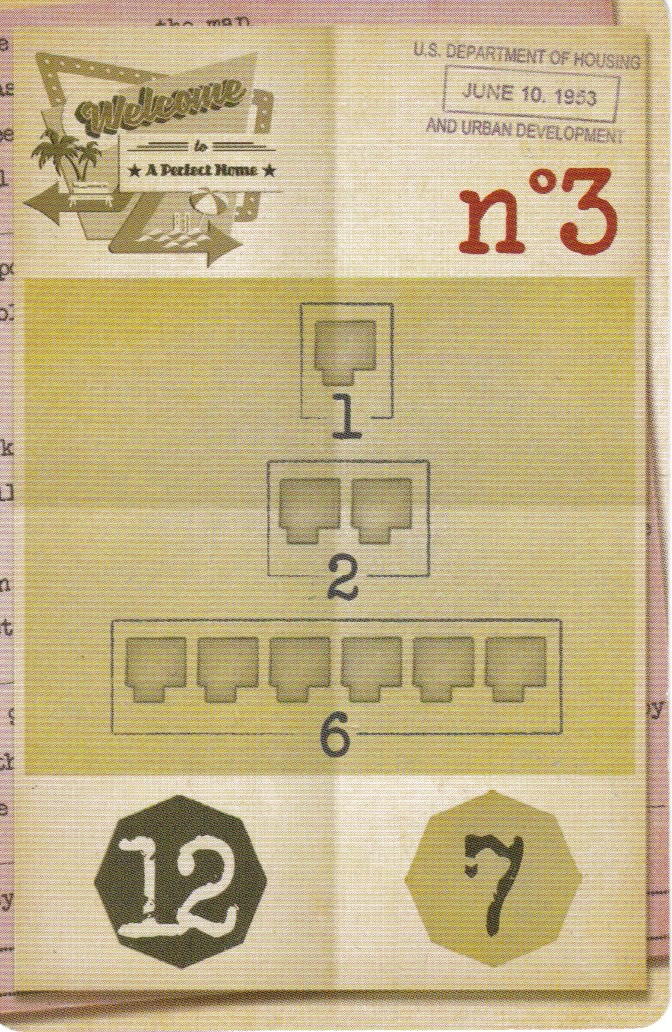 the man
U.S. DEPARTMENT OF HOUSING
JUNE 10. 1953
AND URBAN DEVELOPMENT
Welcome
to
★ A Perfect Home ★
n°3
1
2
6
12
7